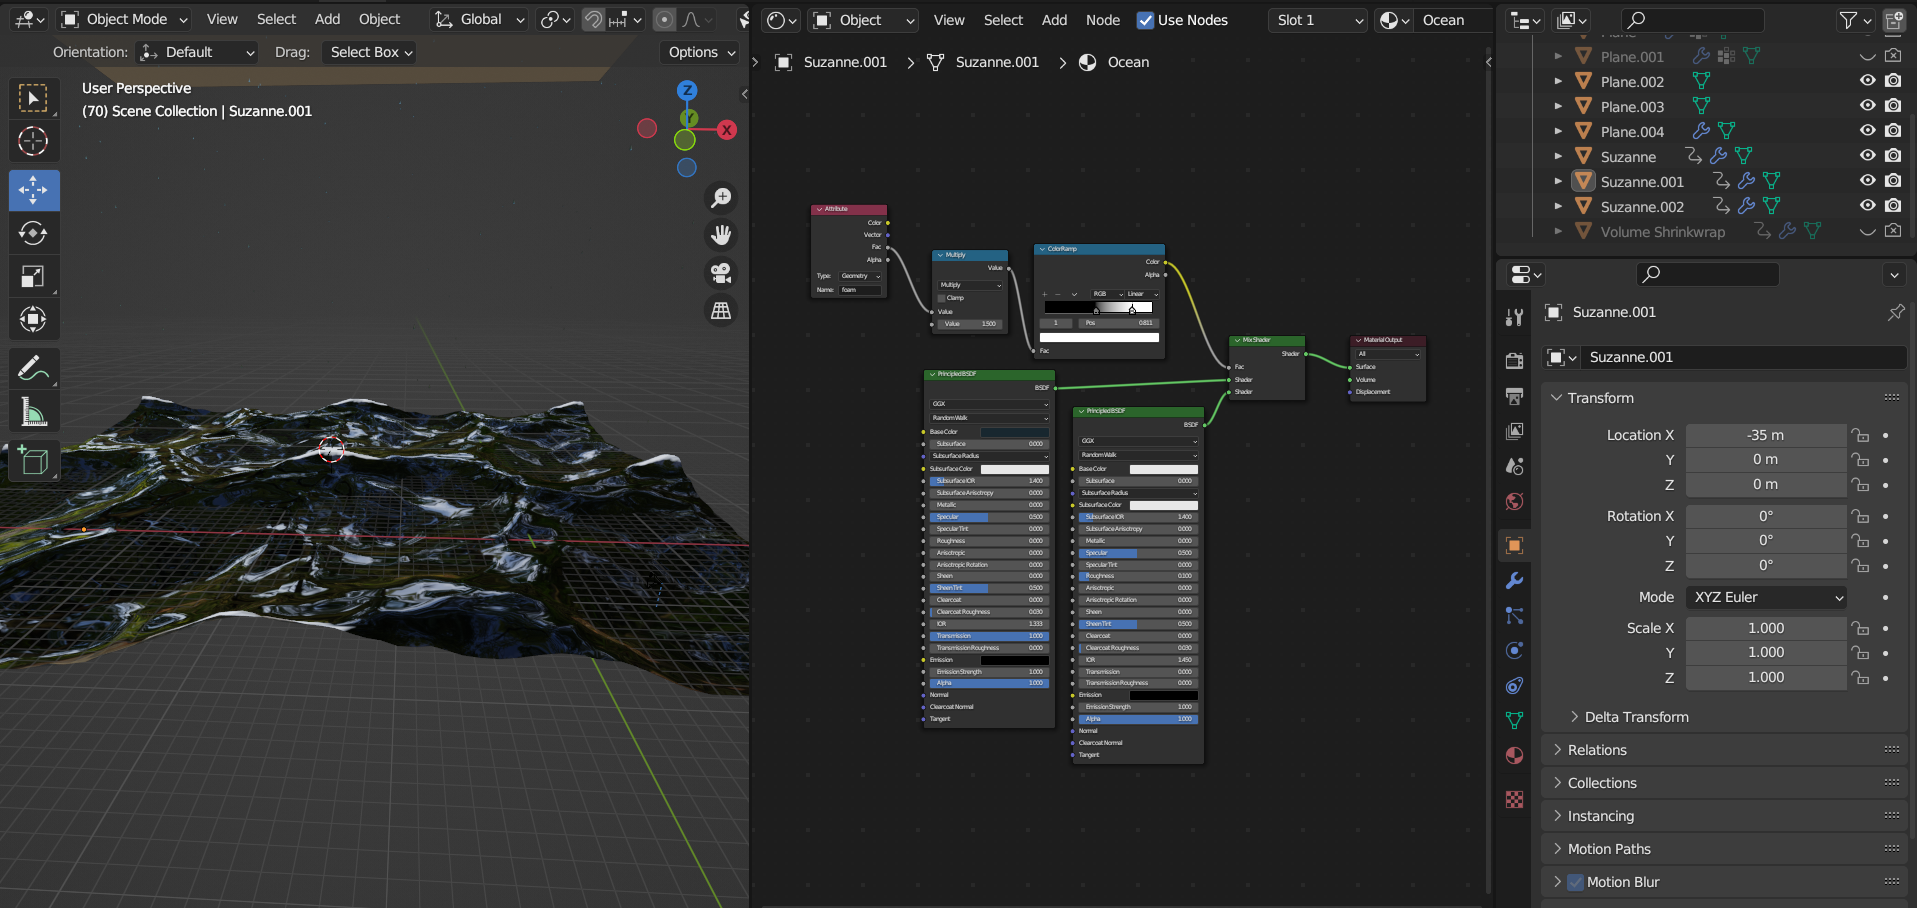 Object Mode View Select Add Object Global
Orientation: Default Drag: Select Box Options
User Perspective
(70) Scene Collection | Suzanne.001
Z
Y
X
Object View Select Add Node Use Nodes Slot 1 Ocean
Suzanne.001 > Suzanne.001 > Ocean
Attribute
Color
Vector
Fac
Alpha
Type: Geometry
Name: foam
Multiply
Value
Multiply
Clamp
Value
Value 1.500
ColorRamp
Color
Alpha
+ − RGB Linear
1 Pos 0.811
Fac
Principled BSDF
BSDF
GGX
Random Walk
Base Color
Subsurface 0.000
Subsurface Radius
Subsurface Color
Subsurface IOR 1.400
Subsurface Anisotropy 0.000
Metallic 0.000
Specular 0.500
Specular Tint 0.000
Roughness 0.000
Anisotropic 0.000
Anisotropic Rotation 0.000
Sheen 0.000
Sheen Tint 0.500
Clearcoat 0.000
Clearcoat Roughness 0.030
IOR 1.333
Transmission 1.000
Transmission Roughness 0.000
Emission
Emission Strength 1.000
Alpha 1.000
Normal
Clearcoat Normal
Tangent
Principled BSDF
BSDF
GGX
Random Walk
Base Color
Subsurface 0.000
Subsurface Radius
Subsurface Color
Subsurface IOR 1.400
Subsurface Anisotropy 0.000
Metallic 0.000
Specular 0.500
Specular Tint 0.000
Roughness 0.100
Anisotropic 0.000
Anisotropic Rotation 0.000
Sheen 0.000
Sheen Tint 0.500
Clearcoat 0.000
Clearcoat Roughness 0.030
IOR 1.450
Transmission 0.000
Transmission Roughness 0.000
Emission
Emission Strength 1.000
Alpha 1.000
Normal
Clearcoat Normal
Tangent
Mix Shader
Shader
Fac
Shader
Shader
Material Output
All
Surface
Volume
Displacement
Plane.001
Plane.002
Plane.003
Plane.004
Suzanne
Suzanne.001
Suzanne.002
Volume Shrinkwrap
Suzanne.001
Suzanne.001
Transform
Location X -35 m
Y 0 m
Z 0 m
Rotation X 0°
Y 0°
Z 0°
Mode XYZ Euler
Scale X 1.000
Y 1.000
Z 1.000
Delta Transform
Relations
Collections
Instancing
Motion Paths
Motion Blur